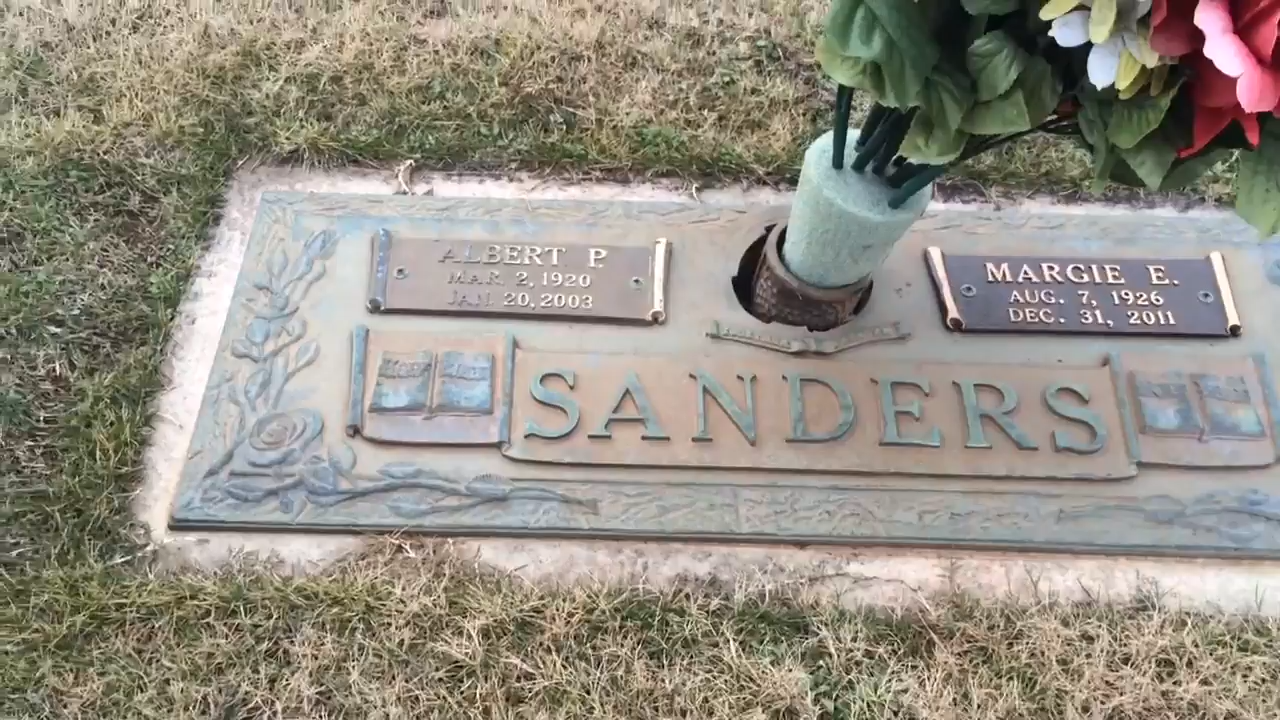 ALBERT P.
MAR. 2, 1920
JAN. 20, 2003
MARGIE E.
AUG. 7, 1926
DEC. 31, 2011
SANDERS